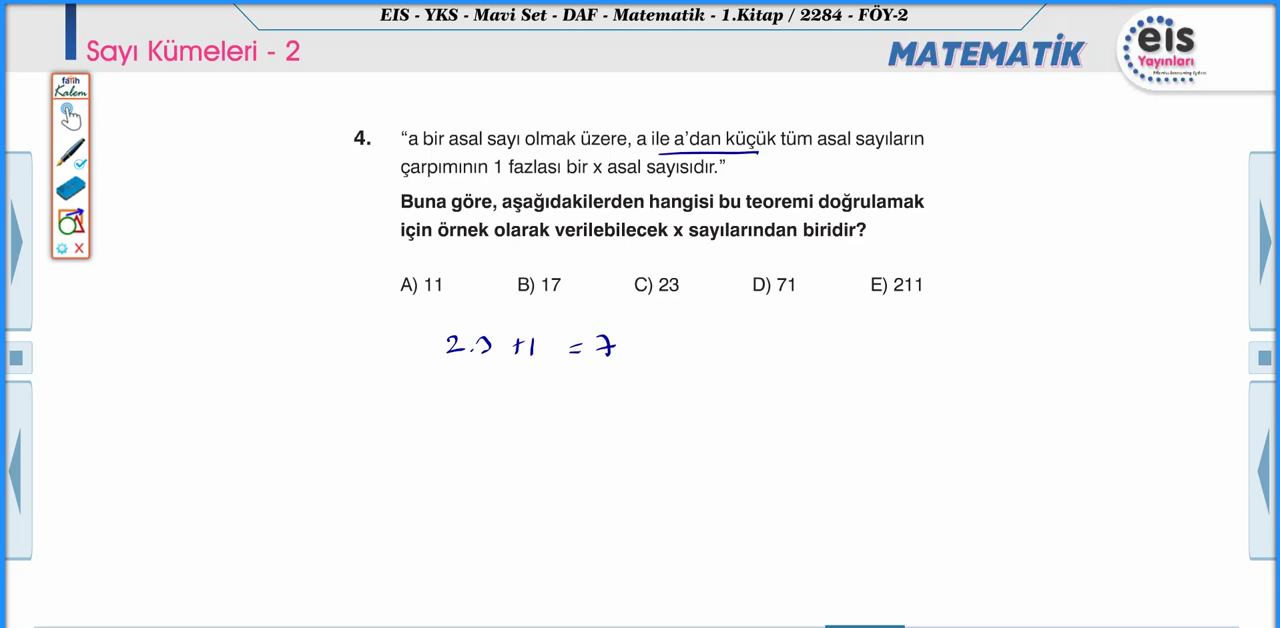 EIS - YKS - Mavi Set - DAF - Matematik - 1.Kitap / 2284 - FÖY-2
Sayı Kümeleri - 2
MATEMATİK
eis
Yayınları
fatih
Kalem
4. “a bir asal sayı olmak üzere, a ile a’dan küçük tüm asal sayıların
çarpımının 1 fazlası bir x asal sayısıdır.”
Buna göre, aşağıdakilerden hangisi bu teoremi doğrulamak
için örnek olarak verilebilecek x sayılarından biridir?
A) 11 B) 17 C) 23 D) 71 E) 211
2.3 +1 = 7